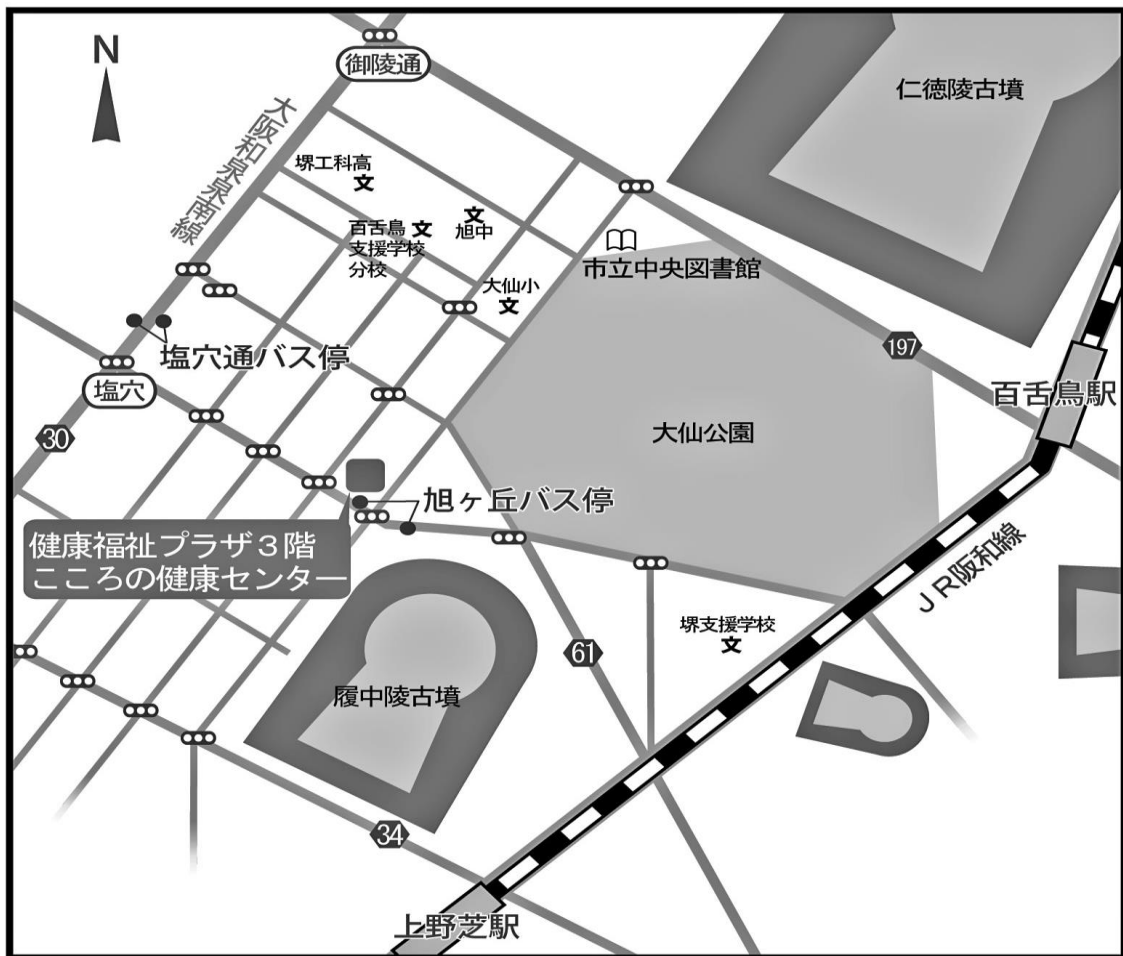 N
御陵通
仁徳陵古墳
大阪和泉泉南線
堺工科高
文
文
百舌鳥
支援学校
分校
文
旭中
市立中央図書館
大仙小
文
塩穴通バス停
197
塩穴
百舌鳥駅
30
大仙公園
旭ヶ丘バス停
健康福祉プラザ3階
こころの健康センター
JR阪和線
堺支援学校
文
61
履中陵古墳
34
上野芝駅